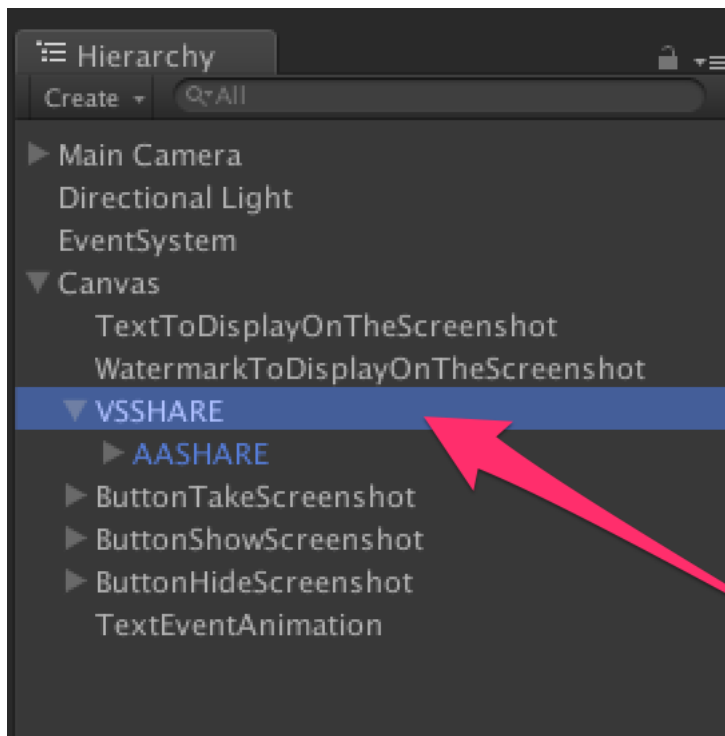 Hierarchy
Create All
Main Camera
Directional Light
EventSystem
Canvas
TextToDisplayOnTheScreenshot
WatermarkToDisplayOnTheScreenshot
VSSHARE
AASHARE
ButtonTakeScreenshot
ButtonShowScreenshot
ButtonHideScreenshot
TextEventAnimation